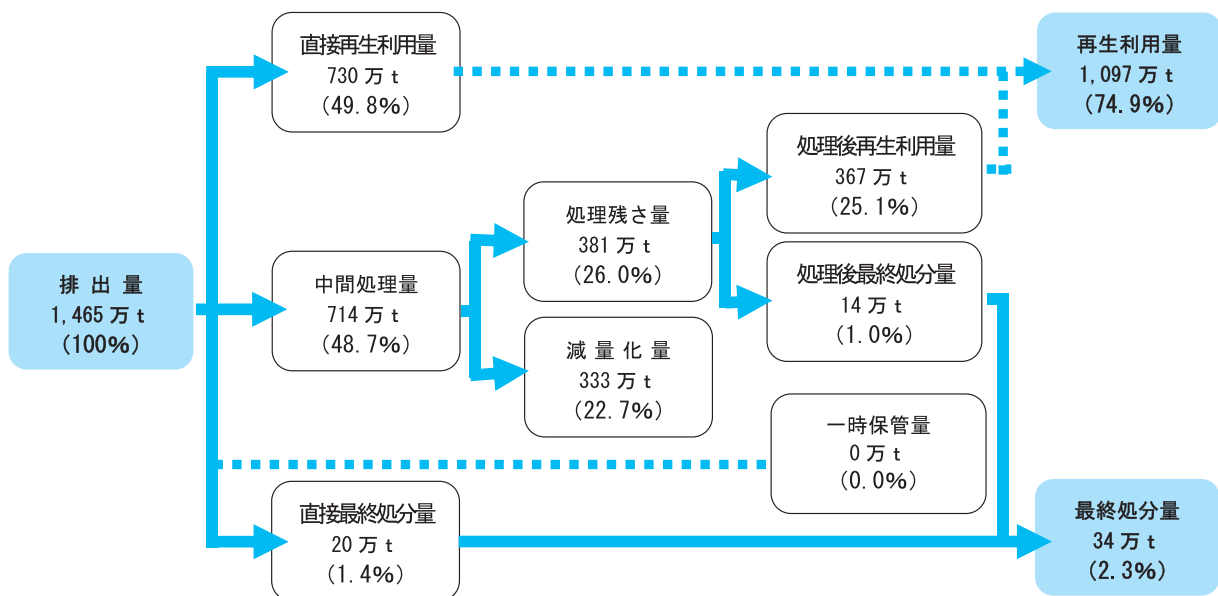 直接再生利用量
730 万 t
(49.8%)
再生利用量
1,097 万 t
(74.9%)
処理後再生利用量
367 万 t
(25.1%)
処理残さ量
381 万 t
(26.0%)
排出量
1,465 万 t
(100%)
中間処理量
714 万 t
(48.7%)
処理後最終処分量
14 万 t
(1.0%)
減量化量
333 万 t
(22.7%)
一時保管量
0 万 t
(0.0%)
直接最終処分量
20 万 t
(1.4%)
最終処分量
34 万 t
(2.3%)